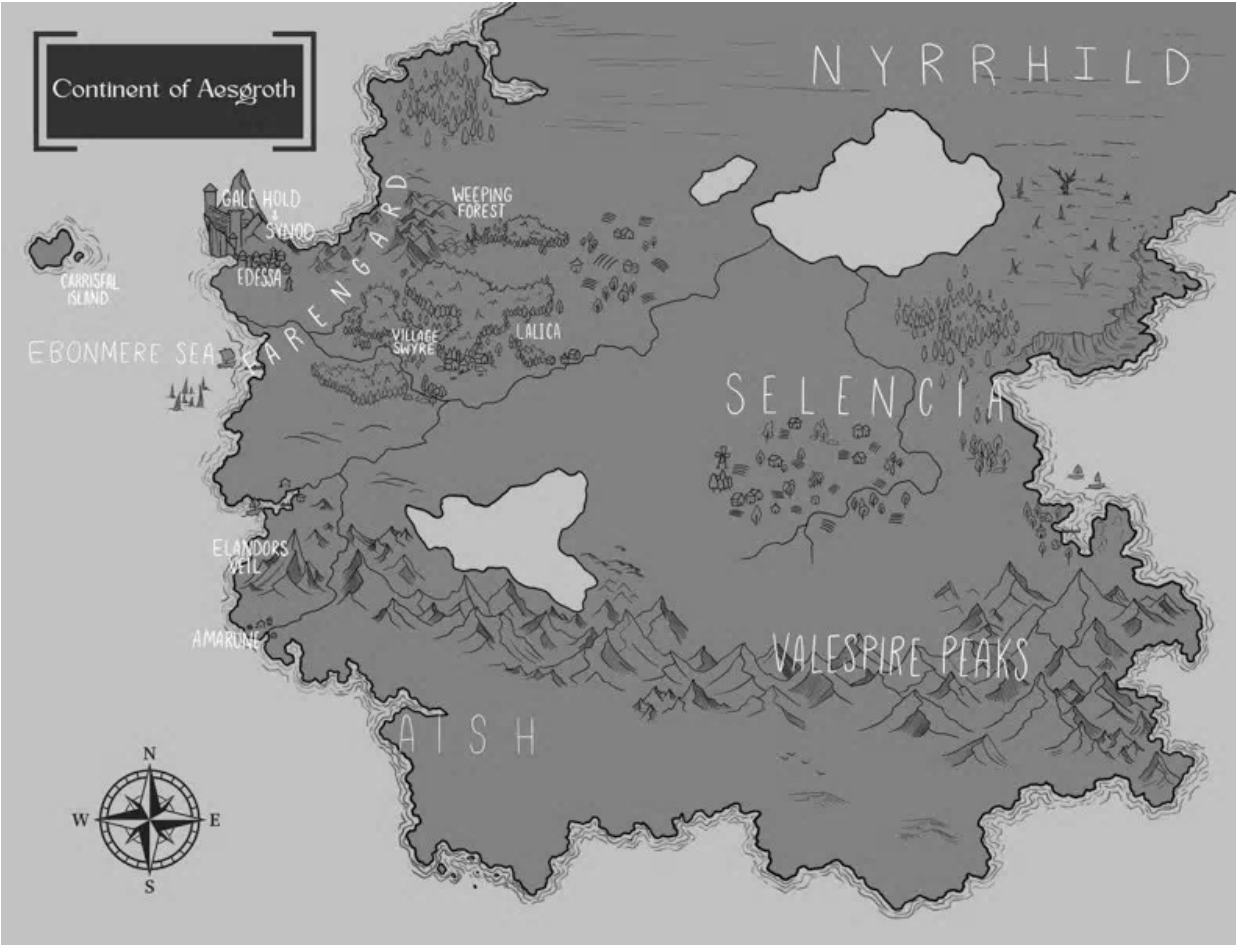 Continent of Aesgroth
NYRRHILD
GALE HOLD
&
SYNOD
EDESSA
WEEPING
FOREST
CARRISFAL
ISLAND
FARENGARD
EBONMERE SEA
VILLAGE
SWYRE
LALICA
SELENCIA
ELANDORS
VEIL
AMARUNE
VALESPIRE PEAKS
AISH
N
W
E
S